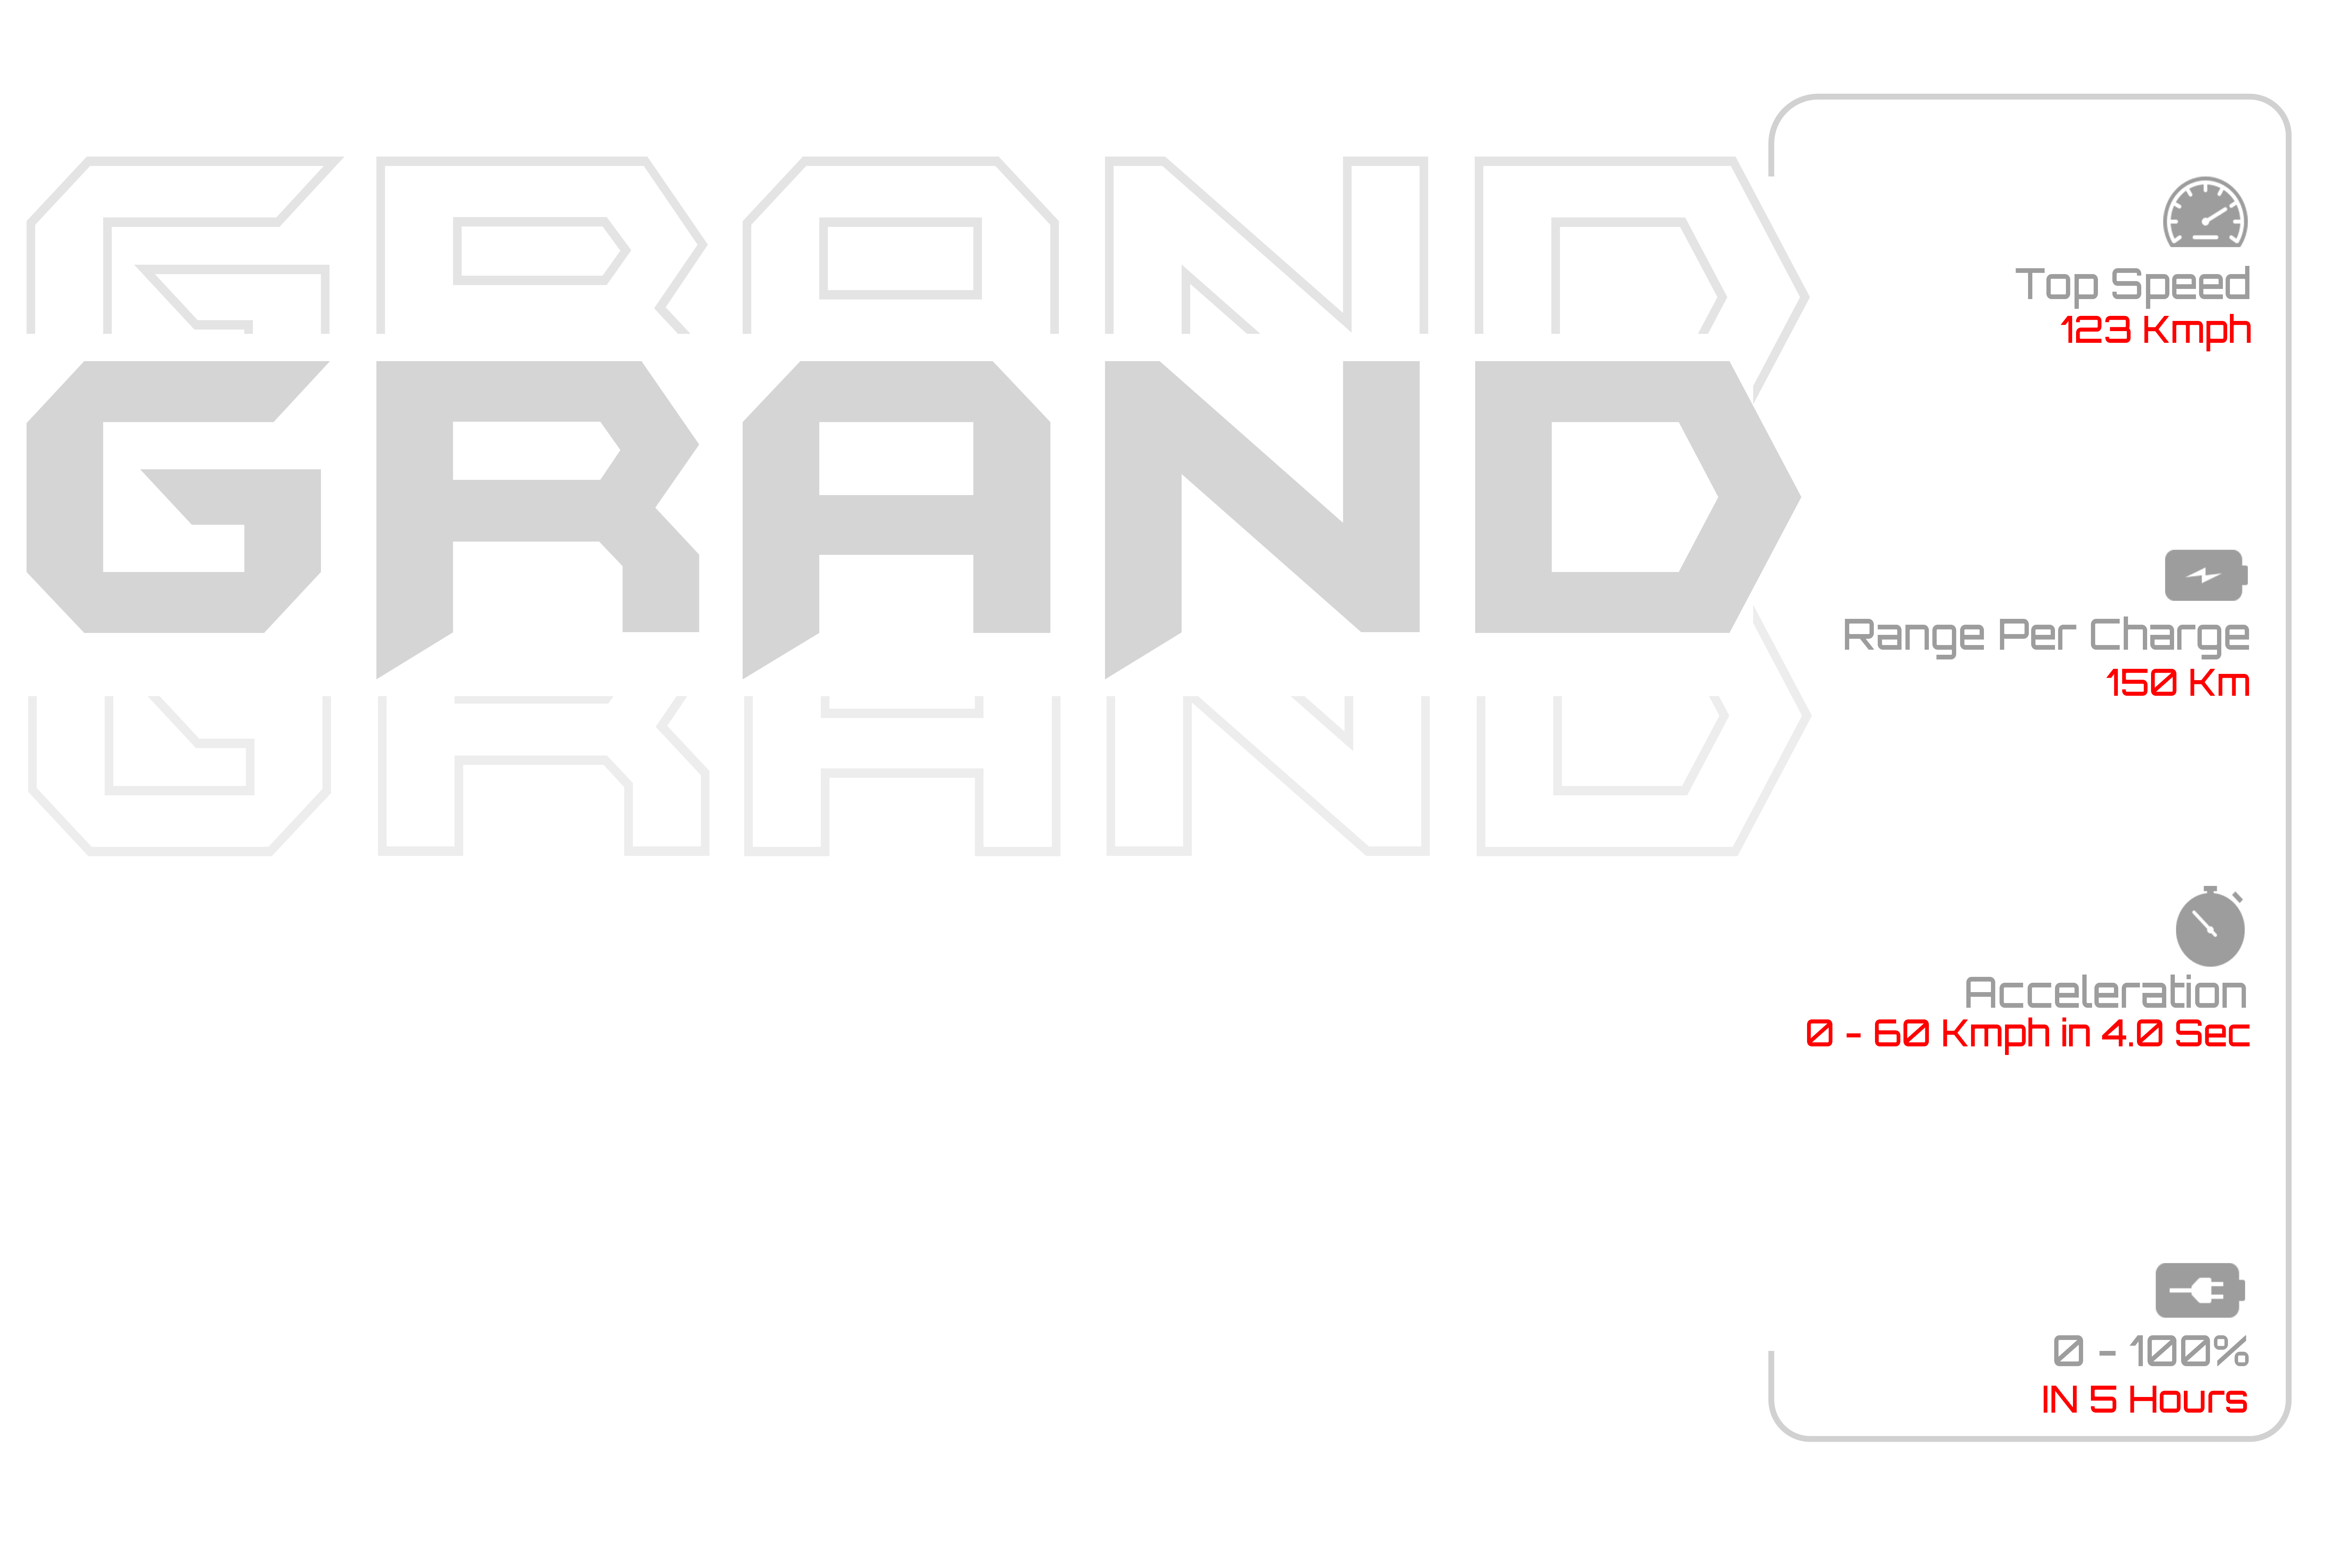 GRAND
GRAND
GRAND
Top Speed
123 Kmph
Range Per Charge
150 Km
Acceleration
0 - 60 Kmph in 4.0 Sec
0 - 100%
IN 5 Hours